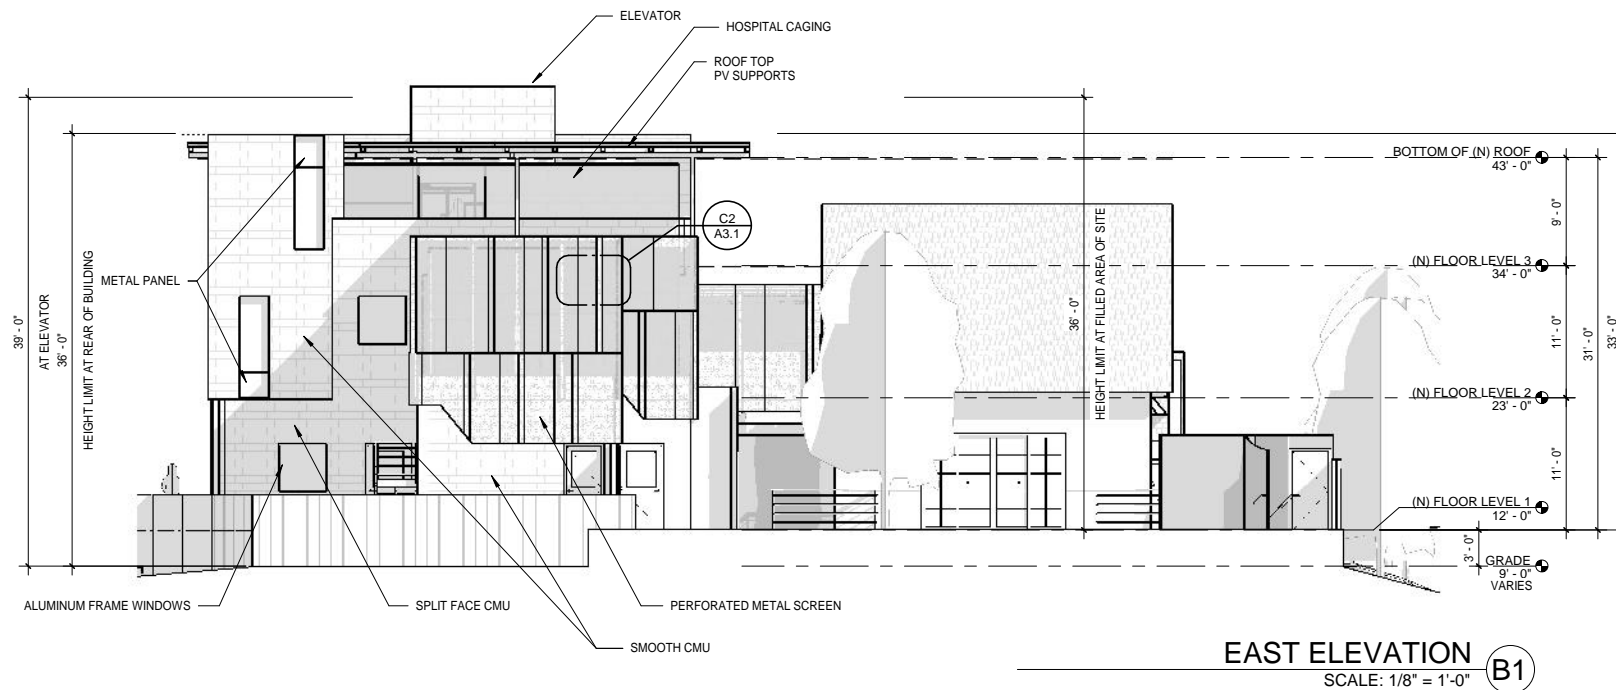 ELEVATOR
HOSPITAL CAGING
ROOF TOP
PV SUPPORTS
BOTTOM OF (N) ROOF
43' - 0"
9' - 0"
C2
A3.1
(N) FLOOR LEVEL 3
34' - 0"
METAL PANEL
39' - 0"
AT ELEVATOR
36' - 0"
HEIGHT LIMIT AT REAR OF BUILDING
36' - 0"
HEIGHT LIMIT AT FILLED AREA OF SITE
11' - 0"
31' - 0"
33' - 0"
(N) FLOOR LEVEL 2
23' - 0"
11' - 0"
(N) FLOOR LEVEL 1
12' - 0"
3' - 0"
GRADE
9' - 0"
VARIES
ALUMINUM FRAME WINDOWS
SPLIT FACE CMU
PERFORATED METAL SCREEN
SMOOTH CMU
EAST ELEVATION
SCALE: 1/8" = 1'-0"
B1